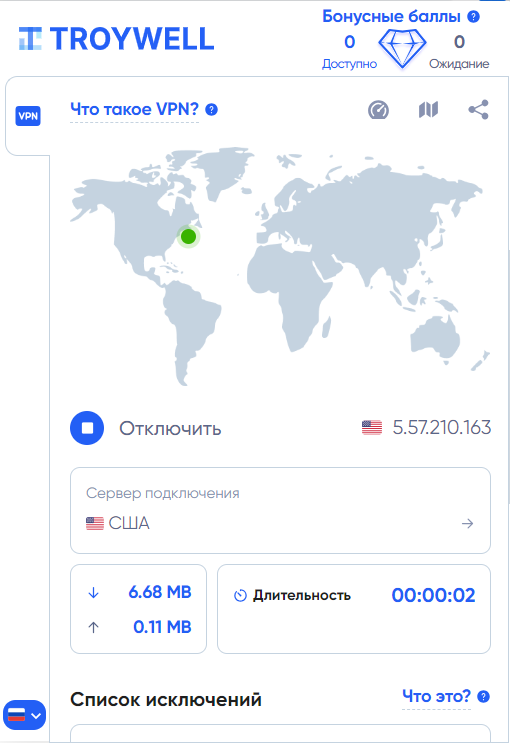 Бонусные баллы ?
TROYWELL
0 0
Доступно Ожидание
VPN
Что такое VPN? ?
Отключить 5.57.210.163
Сервер подключения
США →
↓ 6.68 MB
↑ 0.11 MB
Длительность 00:00:02
Список исключений Что это? ?